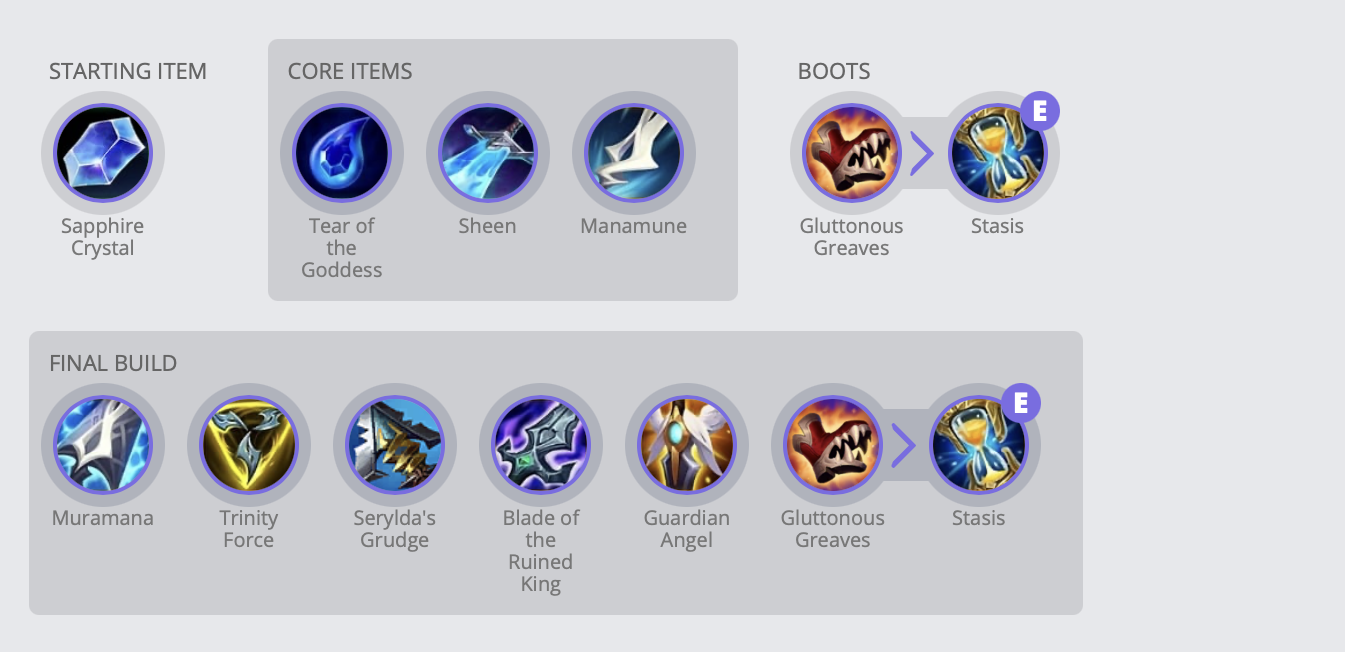 STARTING ITEM
Sapphire
Crystal
CORE ITEMS
Tear of
the
Goddess
Sheen
Manamune
BOOTS
Gluttonous
Greaves
E
Stasis
FINAL BUILD
Muramana
Trinity
Force
Serylda's
Grudge
Blade of
the
Ruined
King
Guardian
Angel
Gluttonous
Greaves
E
Stasis